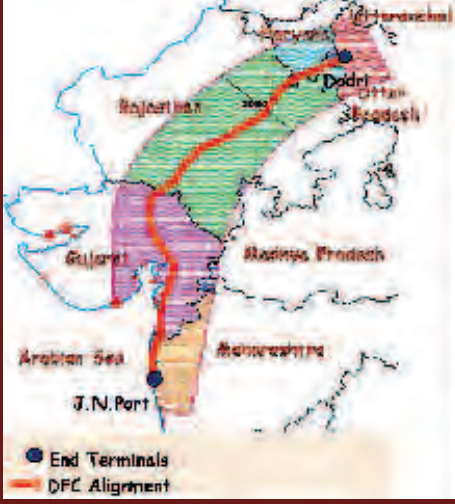 Uttaranchal
Haryana
Dadri
Uttar
Pradesh
Rajasthan
Gujarat
Madhya Pradesh
Arabian Sea
Maharashtra
J.N.Port
End Terminals
DFC Alignment